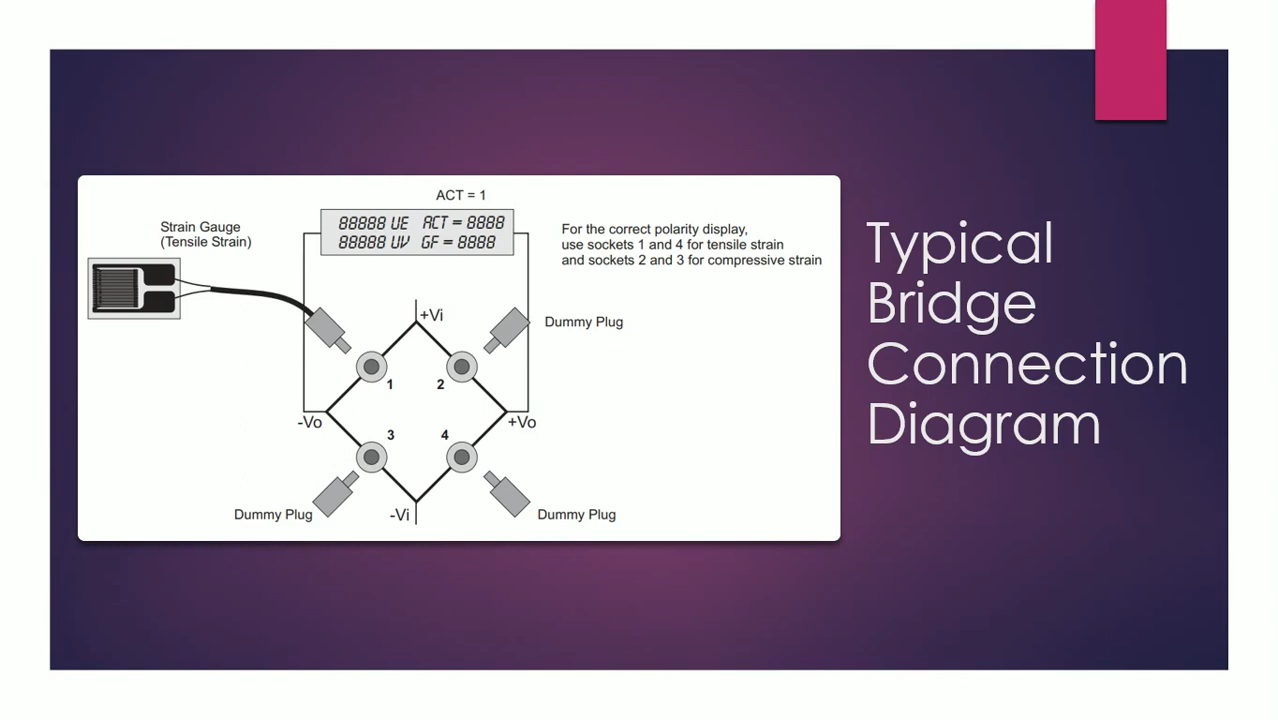 ACT = 1
88888 UE ACT = 8888
88888 UV GF = 8888
Strain Gauge
(Tensile Strain)
For the correct polarity display,
use sockets 1 and 4 for tensile strain
and sockets 2 and 3 for compressive strain
+Vi
Dummy Plug
1
2
-Vo
+Vo
3
4
Dummy Plug
-Vi
Dummy Plug
Typical
Bridge
Connection
Diagram